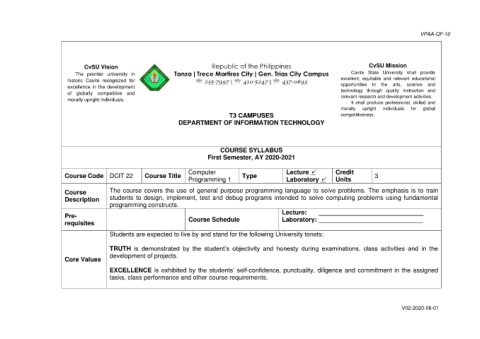 VPAA-QF-10
CvSU Vision
The premier university in
historic Cavite recognized for
excellence in the development
of globally competitive and
morally upright individuals.
Republic of the Philippines
Tanza | Trece Martires City | Gen. Trias City Campus
☏ 235-7997 | ☏ 410-5247 | ☏ 437-0693
CvSU Mission
Cavite State University shall provide
excellent, equitable and relevant educational
opportunities in the arts, science and
technology through quality instruction and
relevant research and development activities.
It shall produce professional, skilled and
morally upright individuals for global
competitiveness.
T3 CAMPUSES
DEPARTMENT OF INFORMATION TECHNOLOGY
COURSE SYLLABUS
First Semester, AY 2020-2021
Course Code DCIT 22 Course Title Computer Programming 1 Type Lecture ✓ Laboratory ✓ Credit Units 3
Course Description
The course covers the use of general purpose programming language to solve problems. The emphasis is to train
students to design, implement, test and debug programs intended to solve computing problems using fundamental
programming constructs.
Pre-requisites
Course Schedule
Lecture:
Laboratory:
Core Values
Students are expected to live by and stand for the following University tenets:
TRUTH is demonstrated by the student's objectivity and honesty during examinations, class activities and in the
development of projects.
EXCELLENCE is exhibited by the students' self-confidence, punctuality, diligence and commitment in the assigned
tasks, class performance and other course requirements.
V02-2020-06-01